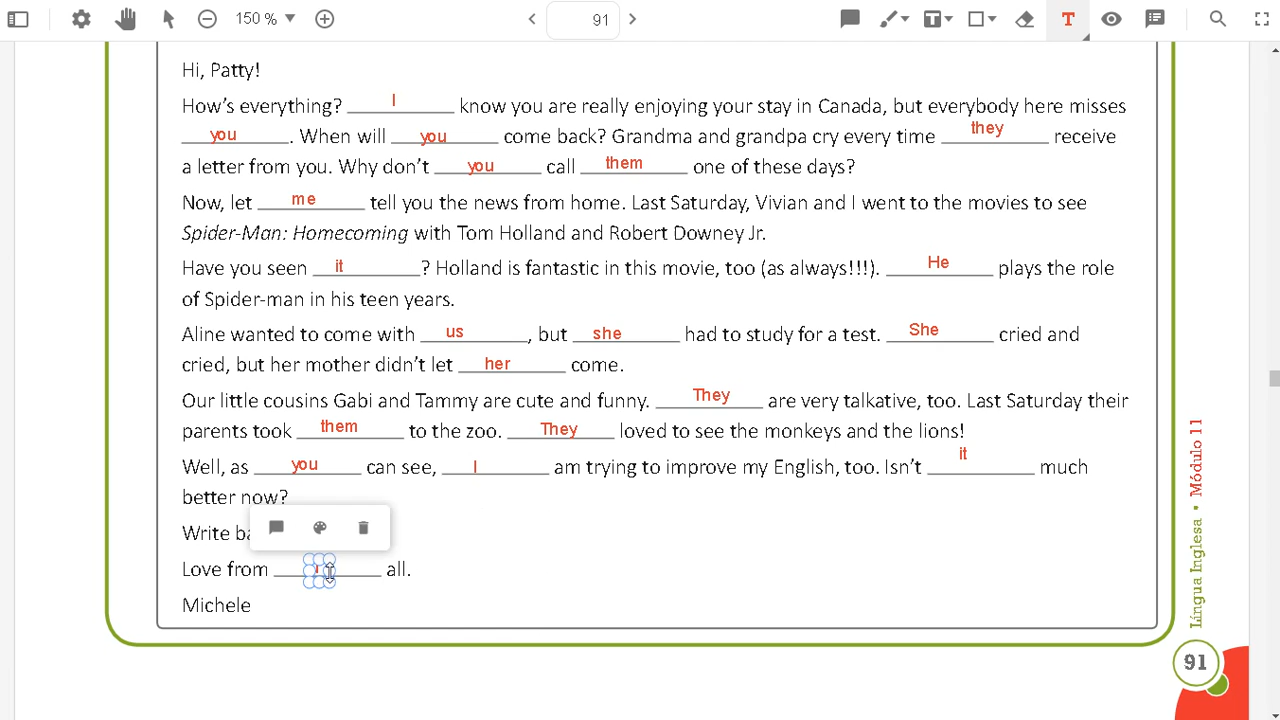 150 %
91
Hi, Patty!
How's everything? I know you are really enjoying your stay in Canada, but everybody here misses
you. When will you come back? Grandma and grandpa cry every time they receive
a letter from you. Why don't you call them one of these days?
Now, let me tell you the news from home. Last Saturday, Vivian and I went to the movies to see
Spider-Man: Homecoming with Tom Holland and Robert Downey Jr.
Have you seen it? Holland is fantastic in this movie, too (as always!!!). He plays the role
of Spider-man in his teen years.
Aline wanted to come with us, but she had to study for a test. She cried and
cried, but her mother didn't let her come.
Our little cousins Gabi and Tammy are cute and funny. They are very talkative, too. Last Saturday their
parents took them to the zoo. They loved to see the monkeys and the lions!
Well, as you can see, I am trying to improve my English, too. Isn't it much
better now?
Write
Love from all.
Michele
Língua Inglesa • Módulo 11
91